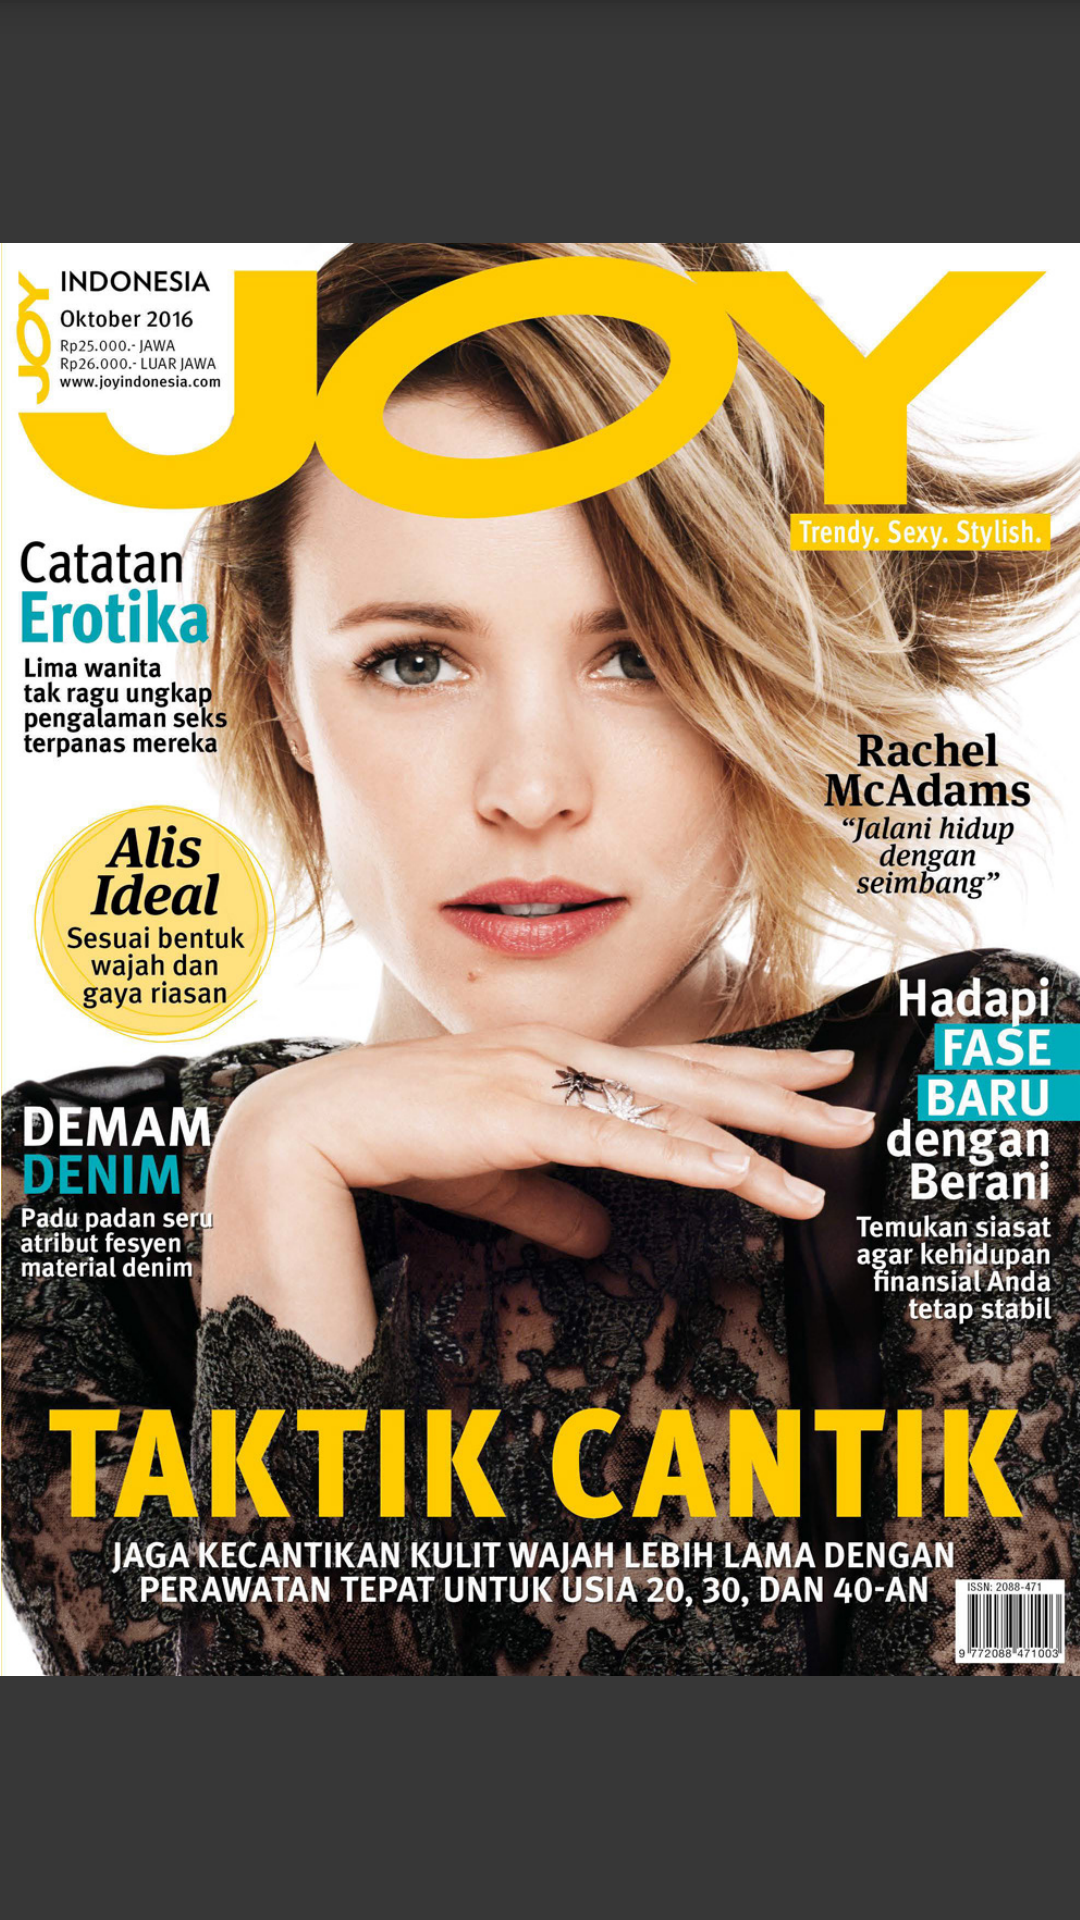 JOY
INDONESIA
Oktober 2016
Rp25.000.- JAWA
Rp26.000.- LUAR JAWA
www.joyindonesia.com
JOY
Trendy. Sexy. Stylish.
Catatan
Erotika
Lima wanita
tak ragu ungkap
pengalaman seks
terpanas mereka
Rachel
McAdams
“Jalani hidup
dengan
seimbang”
Alis
Ideal
Sesuai bentuk
wajah dan
gaya riasan
Hadapi
FASE
BARU
dengan
Berani
Temukan siasat
agar kehidupan
finansial Anda
tetap stabil
DEMAM
DENIM
Padu padan seru
atribut fesyen
material denim
TAKTIK CANTIK
JAGA KECANTIKAN KULIT WAJAH LEBIH LAMA DENGAN
PERAWATAN TEPAT UNTUK USIA 20, 30, DAN 40-AN
ISSN: 2088-471
9 772088 471003